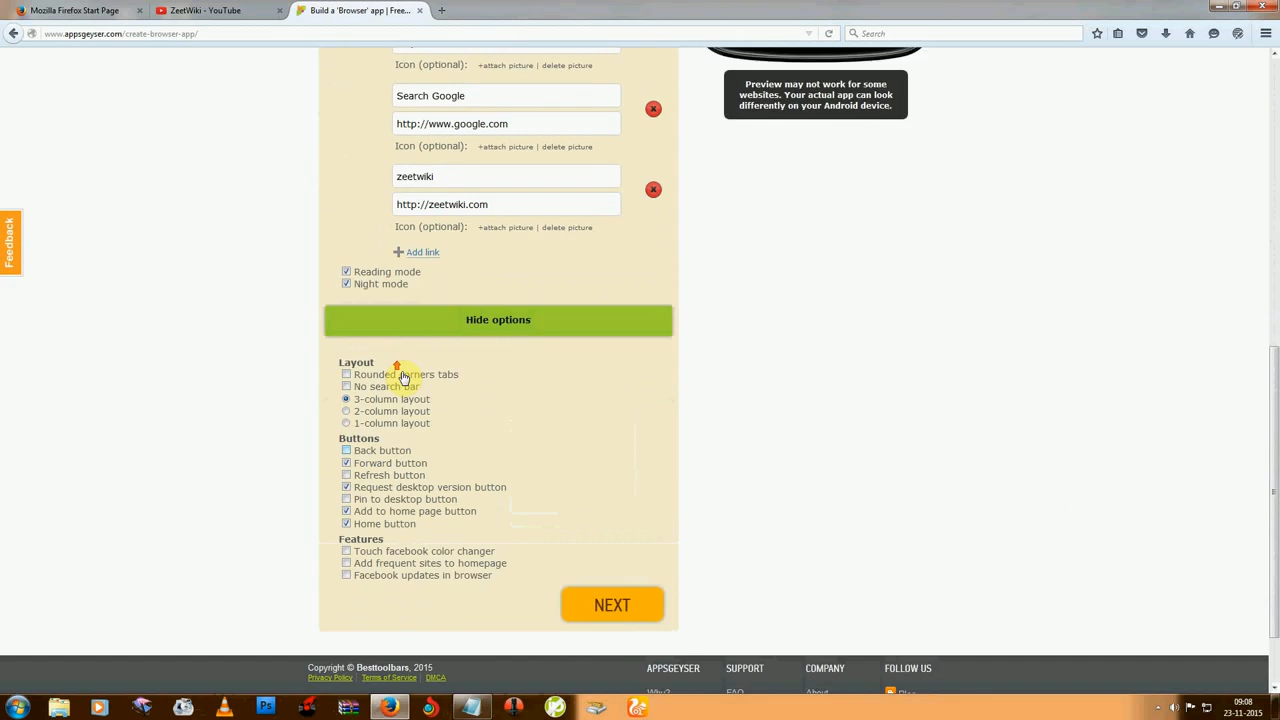 Mozilla Firefox Start Page
ZeetWiki - YouTube
Build a 'Browser' app | Free...
www.appsgeyser.com/create-browser-app/
Search
Icon (optional): +attach picture | delete picture
Preview may not work for some
websites. Your actual app can look
differently on your Android device.
Search Google
http://www.google.com
Icon (optional): +attach picture | delete picture
zeetwiki
http://zeetwiki.com
Icon (optional): +attach picture | delete picture
Feedback
Add link
Reading mode
Night mode
Hide options
Layout
Rounded corners tabs
No search bar
3-column layout
2-column layout
1-column layout
Buttons
Back button
Forward button
Refresh button
Request desktop version button
Pin to desktop button
Add to home page button
Home button
Features
Touch facebook color changer
Add frequent sites to homepage
Facebook updates in browser
NEXT
Copyright © Besttoolbars, 2015
Privacy Policy Terms of Service DMCA
APPSGEYSER SUPPORT COMPANY FOLLOW US
Why? FAQ About Blog
09:08
23-11-2015